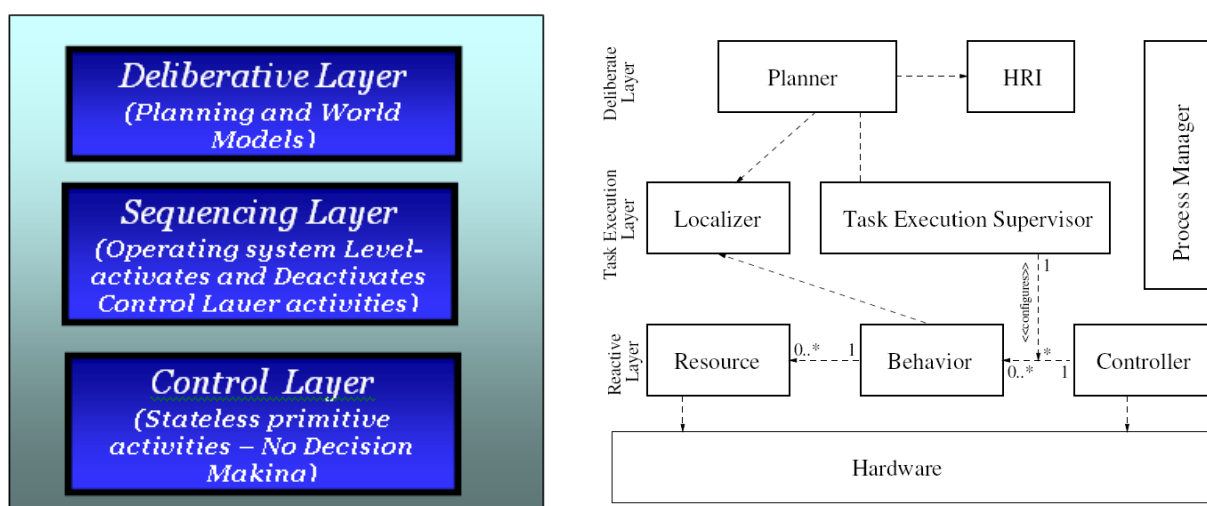 Deliberative Layer
(Planning and World
Models)
Sequencing Layer
(Operating system Level-
activates and Deactivates
Control Lauer activities)
Control Layer
(Stateless primitive
activities – No Decision
Makina)
Deliberate
Layer
Planner
HRI
Process Manager
Task Execution
Layer
Localizer
Task Execution Supervisor
<<configures>>
1
*
Reactive
Layer
Resource
0..*
1
Behavior
0..*
1
Controller
Hardware